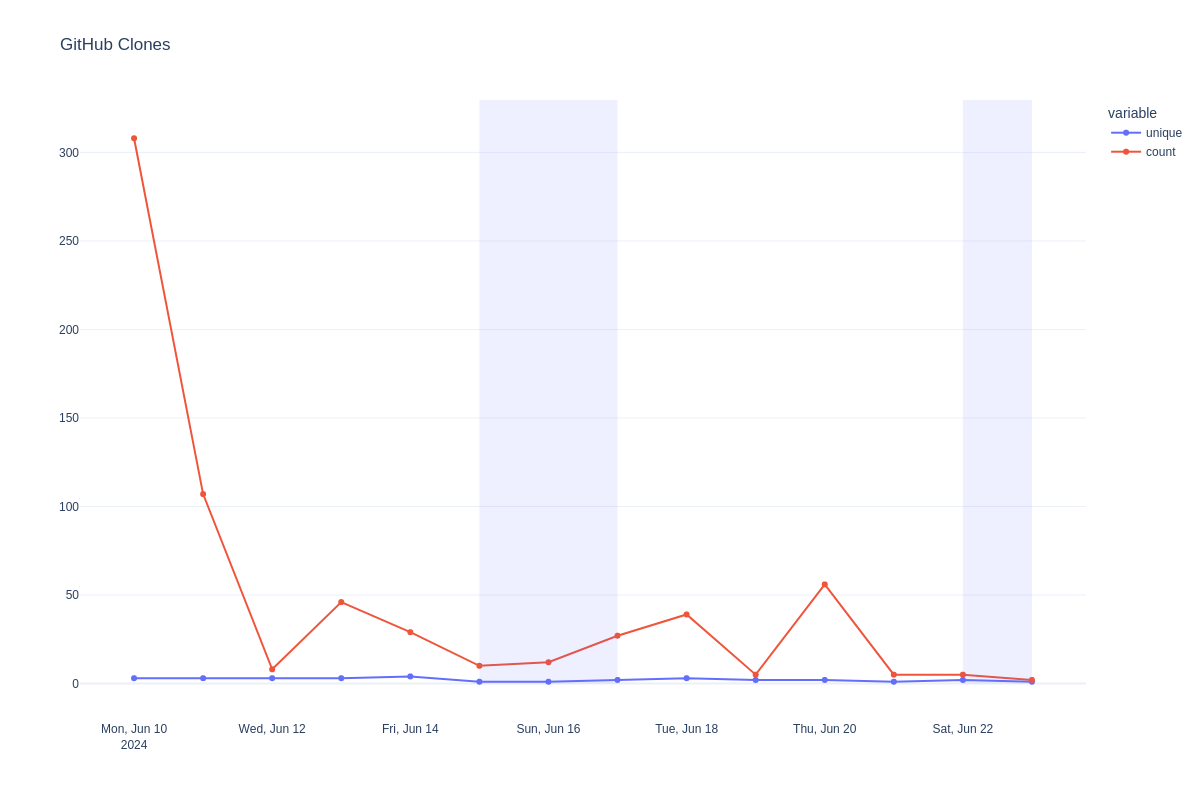 GitHub Clones
variable
unique
count
300
250
200
150
100
50
0
Mon, Jun 10
2024
Wed, Jun 12
Fri, Jun 14
Sun, Jun 16
Tue, Jun 18
Thu, Jun 20
Sat, Jun 22